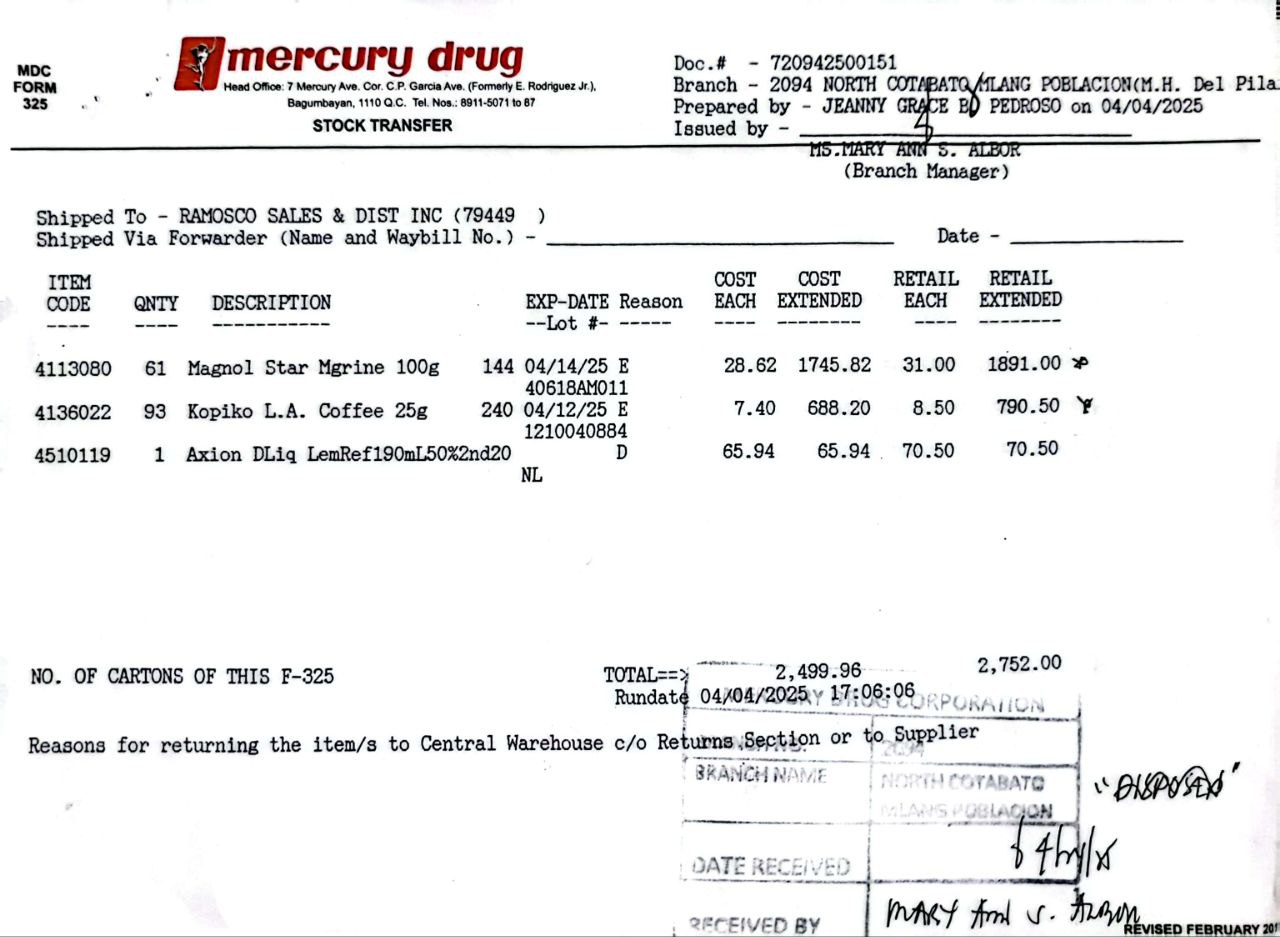 MDC
FORM
325
mercury drug
Head Office: 7 Mercury Ave. Cor. C.P. Garcia Ave. (Formerly E. Rodriguez Jr.),
Bagumbayan, 1110 Q.C. Tel. Nos.: 8911-5071 to 87
STOCK TRANSFER
Doc.# - 720942500151
Branch - 2094 NORTH COTABATO MLANG POBLACION(M.H. Del Pila
Prepared by - JEANNY GRACE BD PEDROSO on 04/04/2025
Issued by -
MS.MARY ANN S. ALBOR
(Branch Manager)
Shipped To - RAMOSCO SALES & DIST INC (79449 )
Shipped Via Forwarder (Name and Waybill No.) - Date -
ITEM COST COST RETAIL RETAIL
CODE QNTY DESCRIPTION EXP-DATE Reason EACH EXTENDED EACH EXTENDED
---- ---- ----------- --Lot #- ------ ---- -------- ---- --------
4113080 61 Magnol Star Mgrine 100g 144 04/14/25 E 28.62 1745.82 31.00 1891.00
40618AM011
4136022 93 Kopiko L.A. Coffee 25g 240 04/12/25 E 7.40 688.20 8.50 790.50
1210040884
4510119 1 Axion DLiq LemRef190mL50%2nd20 D 65.94 65.94 70.50 70.50
NL
NO. OF CARTONS OF THIS F-325 TOTAL==> 2,499.96 2,752.00
Rundate 04/04/2025 17:06:06
DRUG CORPORATION
Reasons for returning the item/s to Central Warehouse c/o Returns Section or to Supplier
2094
BRANCH NAME NORTH COTABATO
MLANG POBLACION
"DISPOSED"
DATE RECEIVED
RECEIVED BY MARY Ann S. ALBOR
REVISED FEBRUARY 201